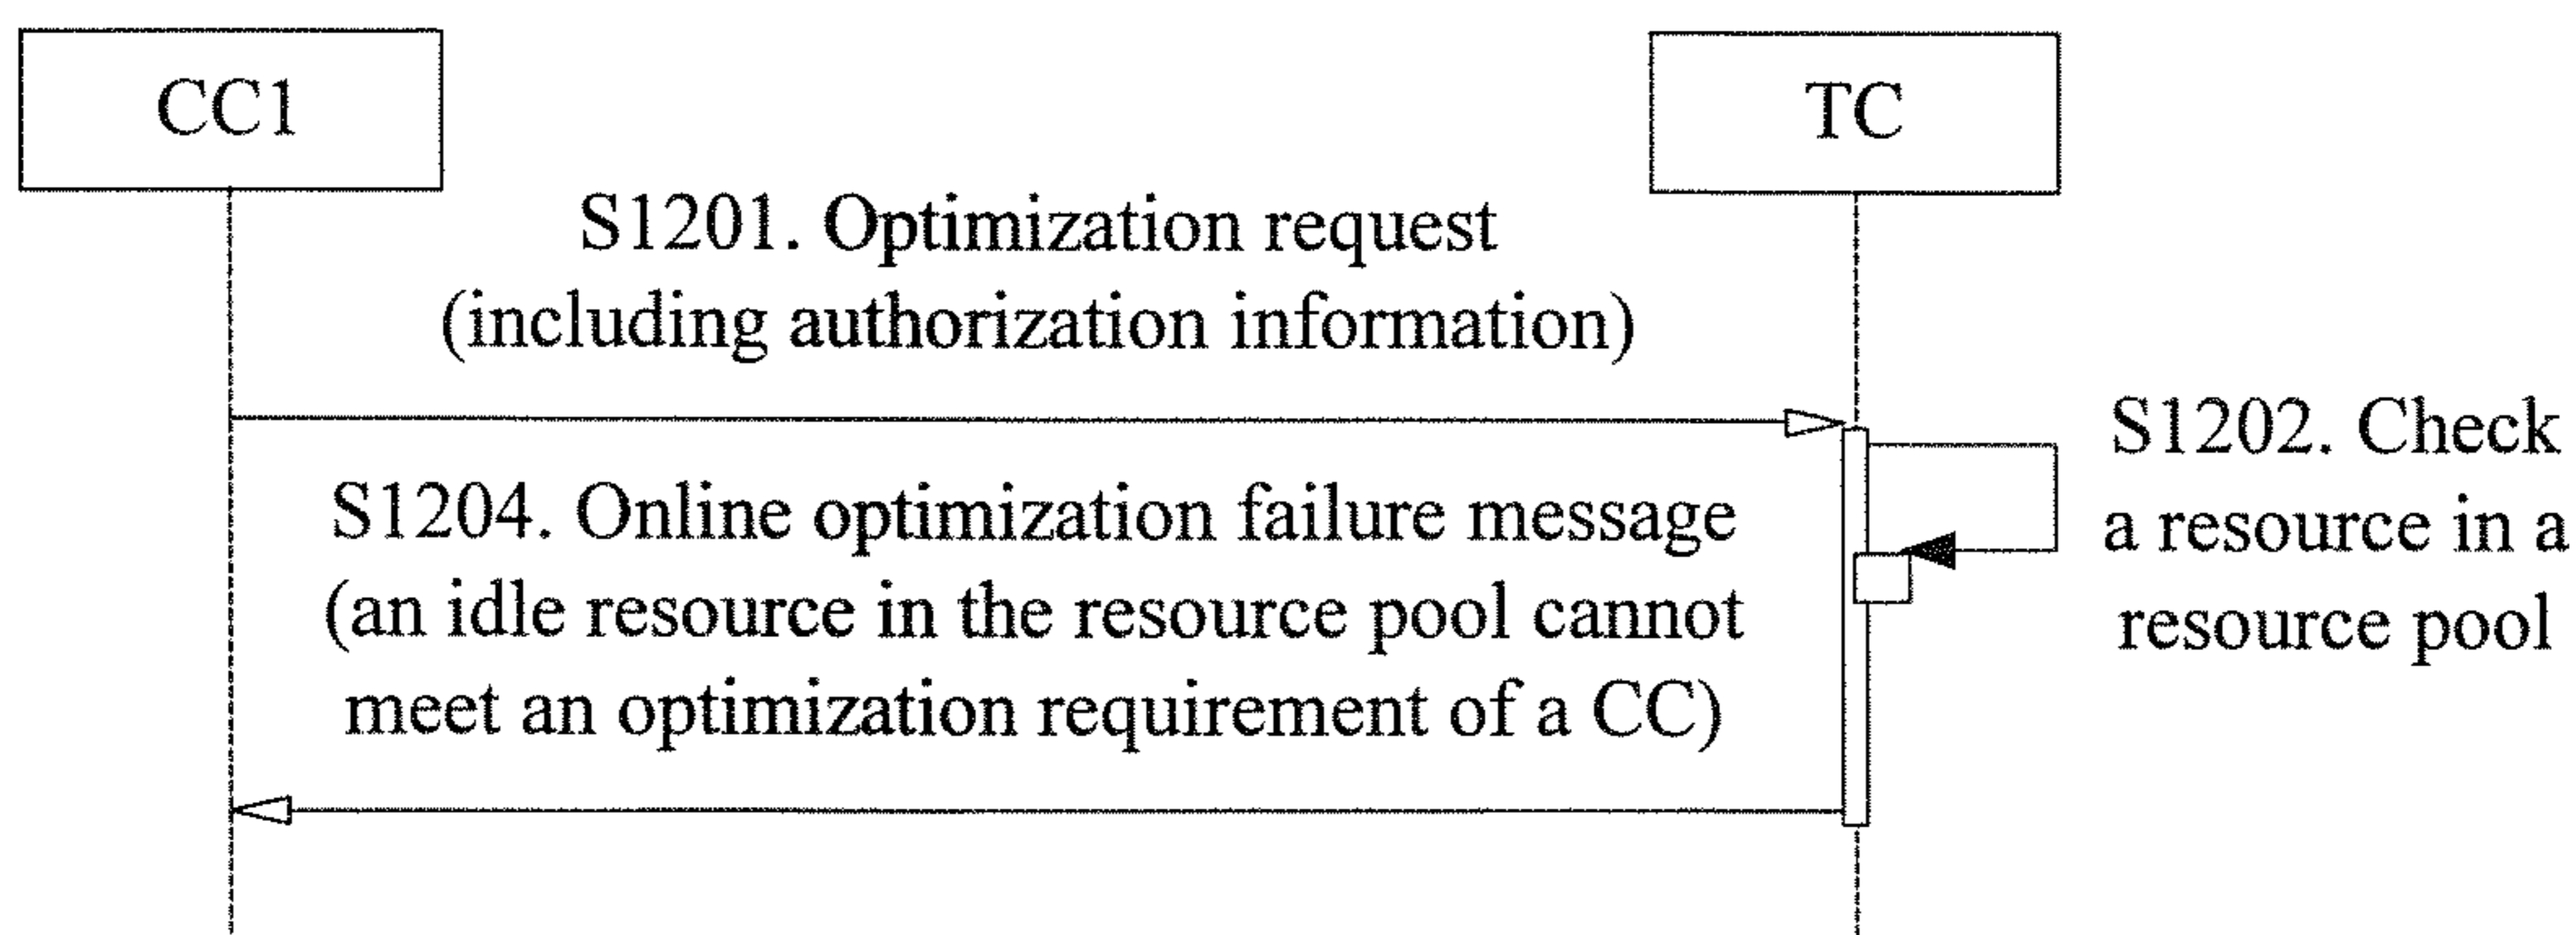 CC1
TC
S1201. Optimization request
(including authorization information)
S1202. Check
a resource in a
resource pool
S1204. Online optimization failure message
(an idle resource in the resource pool cannot
meet an optimization requirement of a CC)